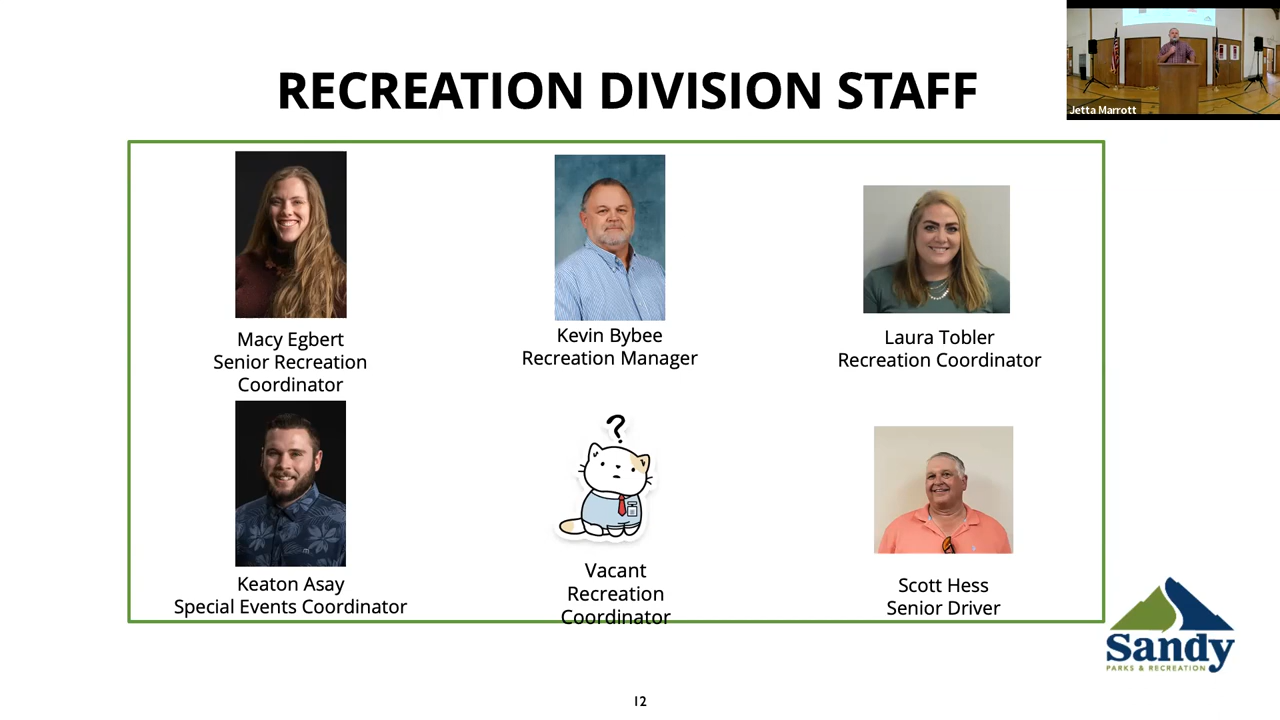 RECREATION DIVISION STAFF
Jetta Marrott
Macy Egbert
Senior Recreation
Coordinator
Kevin Bybee
Recreation Manager
Laura Tobler
Recreation Coordinator
?
Keaton Asay
Special Events Coordinator
Vacant
Recreation
Coordinator
Scott Hess
Senior Driver
Sandy
PARKS & RECREATION
12